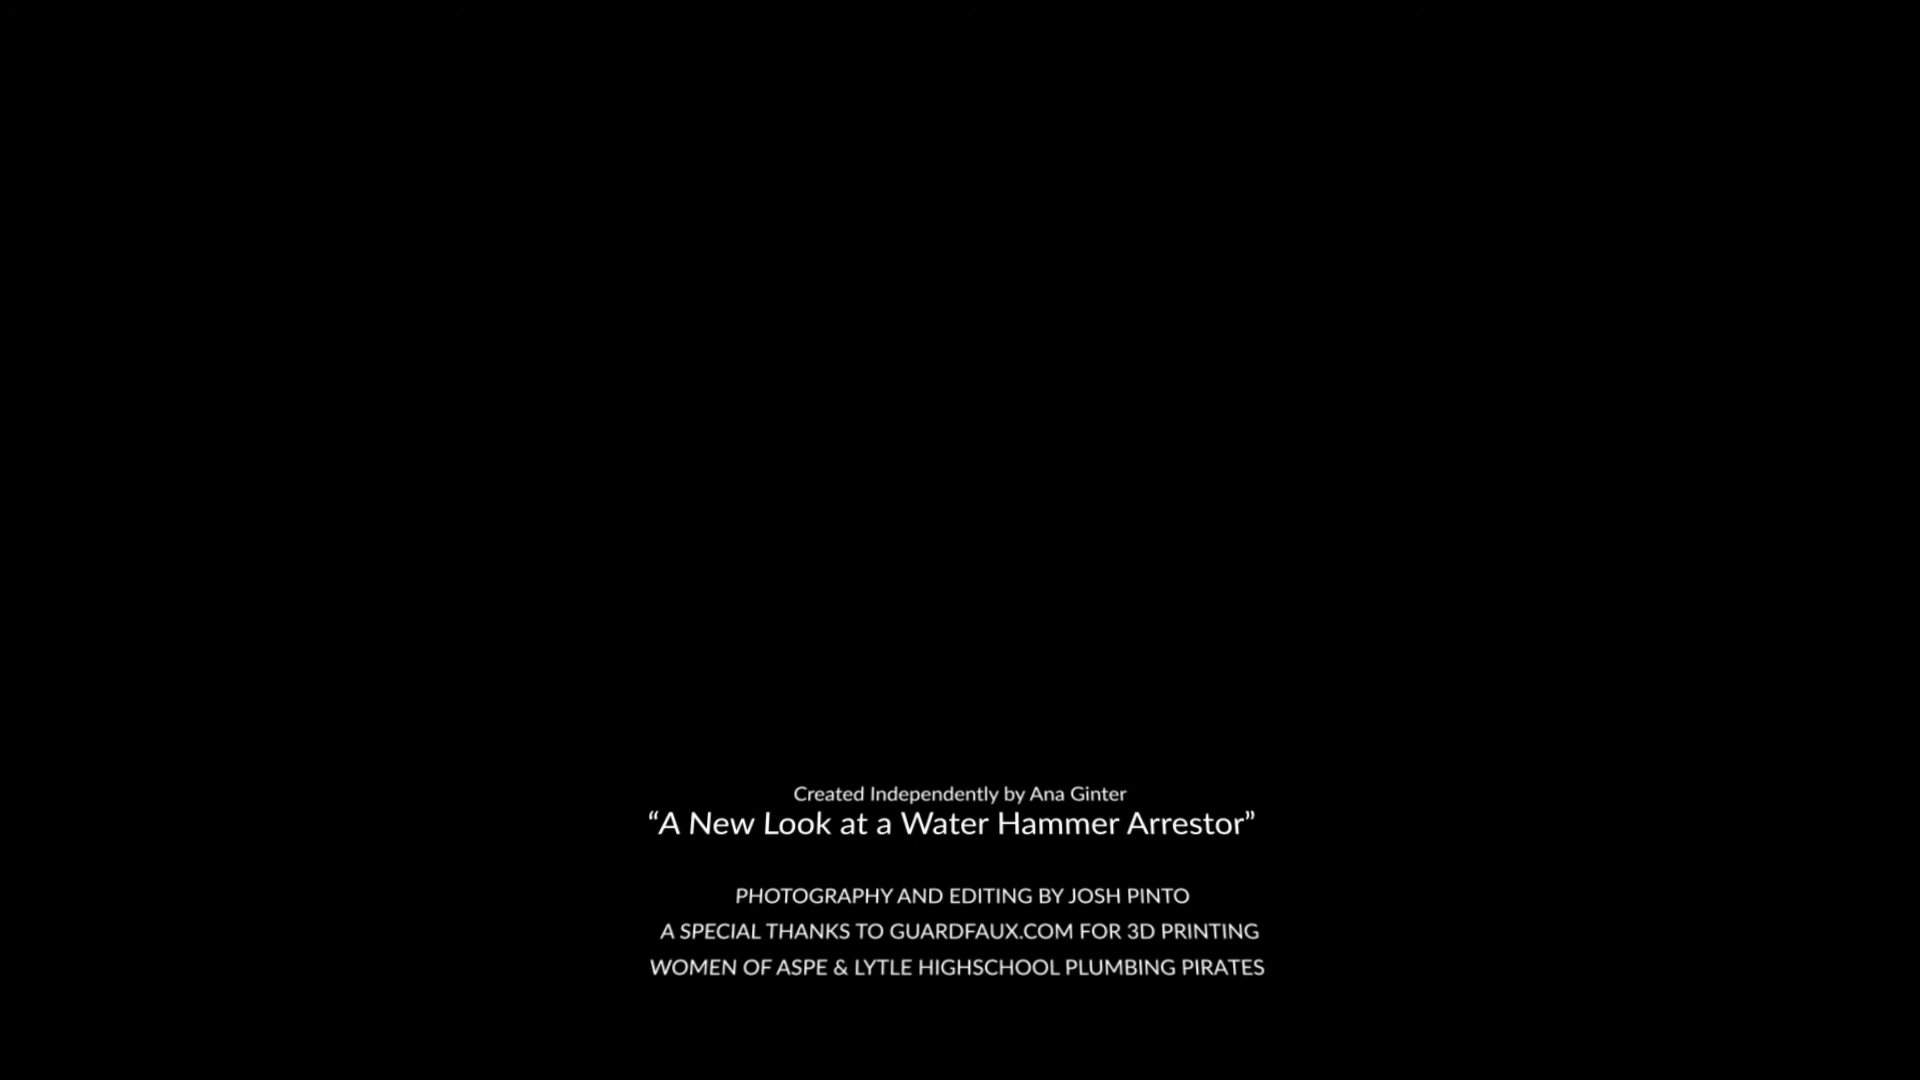 Created Independently by Ana Ginter
“A New Look at a Water Hammer Arrestor”
PHOTOGRAPHY AND EDITING BY JOSH PINTO
A SPECIAL THANKS TO GUARDFAUX.COM FOR 3D PRINTING
WOMEN OF ASPE & LYTLE HIGHSCHOOL PLUMBING PIRATES